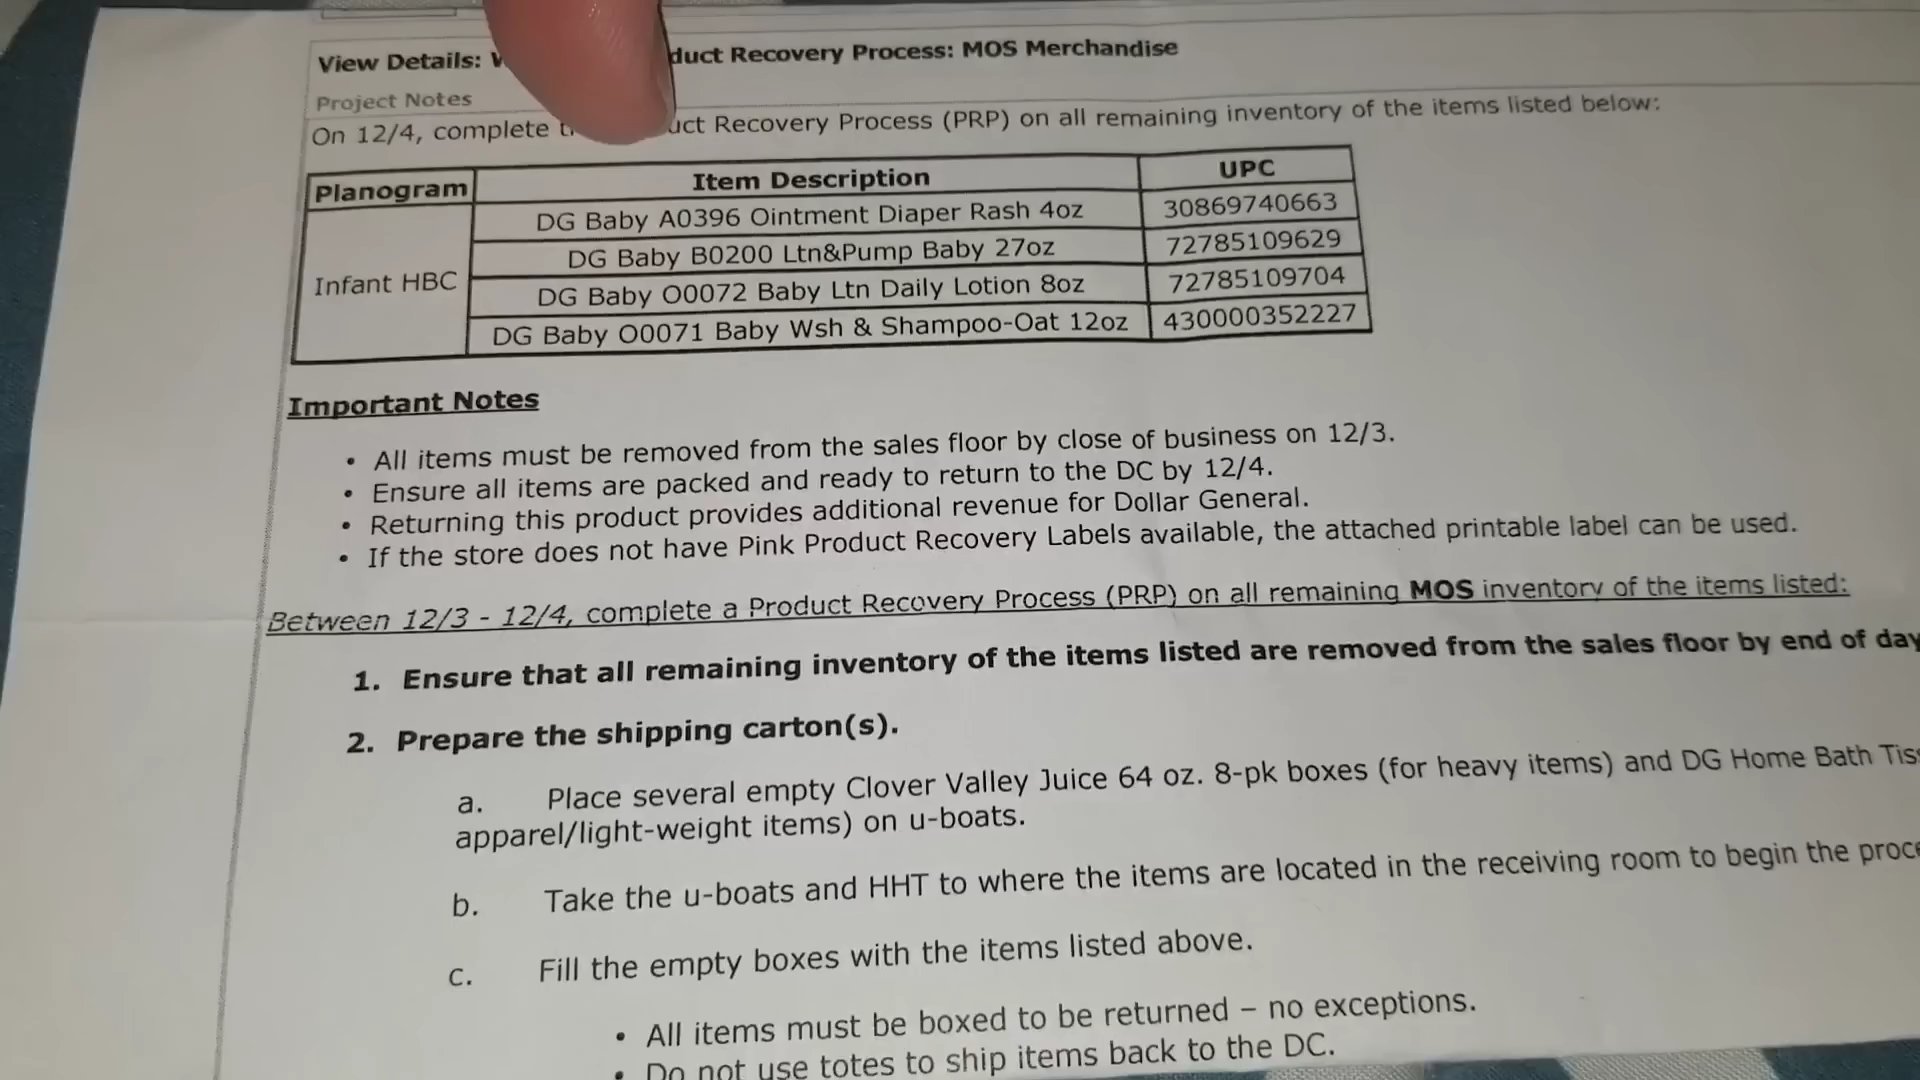 View Details: duct Recovery Process: MOS Merchandise
Project Notes
On 12/4, complete Recovery Process (PRP) on all remaining inventory of the items listed below:
Planogram Item Description UPC
DG Baby A0396 Ointment Diaper Rash 4oz 30869740663
DG Baby B0200 Ltn&Pump Baby 27oz 72785109629
Infant HBC
DG Baby O0072 Baby Ltn Daily Lotion 8oz 72785109704
DG Baby O0071 Baby Wsh & Shampoo-Oat 12oz 430000352227
Important Notes
• All items must be removed from the sales floor by close of business on 12/3.
• Ensure all items are packed and ready to return to the DC by 12/4.
• Returning this product provides additional revenue for Dollar General.
• If the store does not have Pink Product Recovery Labels available, the attached printable label can be used.
Between 12/3 - 12/4, complete a Product Recovery Process (PRP) on all remaining MOS inventory of the items listed:
1. Ensure that all remaining inventory of the items listed are removed from the sales floor by end of day
2. Prepare the shipping carton(s).
a. Place several empty Clover Valley Juice 64 oz. 8-pk boxes (for heavy items) and DG Home Bath Tiss
apparel/light-weight items) on u-boats.
b. Take the u-boats and HHT to where the items are located in the receiving room to begin the proce
c. Fill the empty boxes with the items listed above.
• All items must be boxed to be returned – no exceptions.
• Do not use totes to ship items back to the DC.